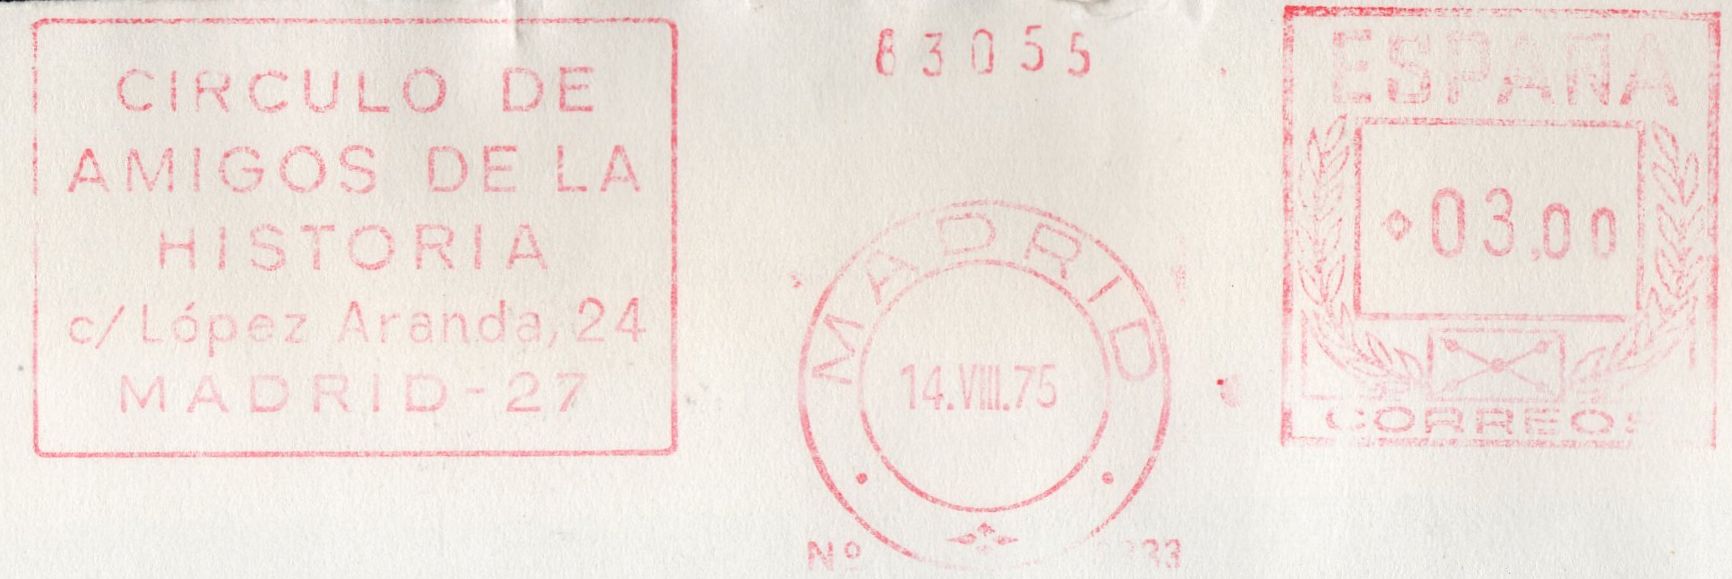 CIRCULO DE
AMIGOS DE LA
HISTORIA
c/López Aranda, 24
MADRID-27
83055
MADRID
14.VIII.75
Nº
ESPAÑA
03,00
CORREOS